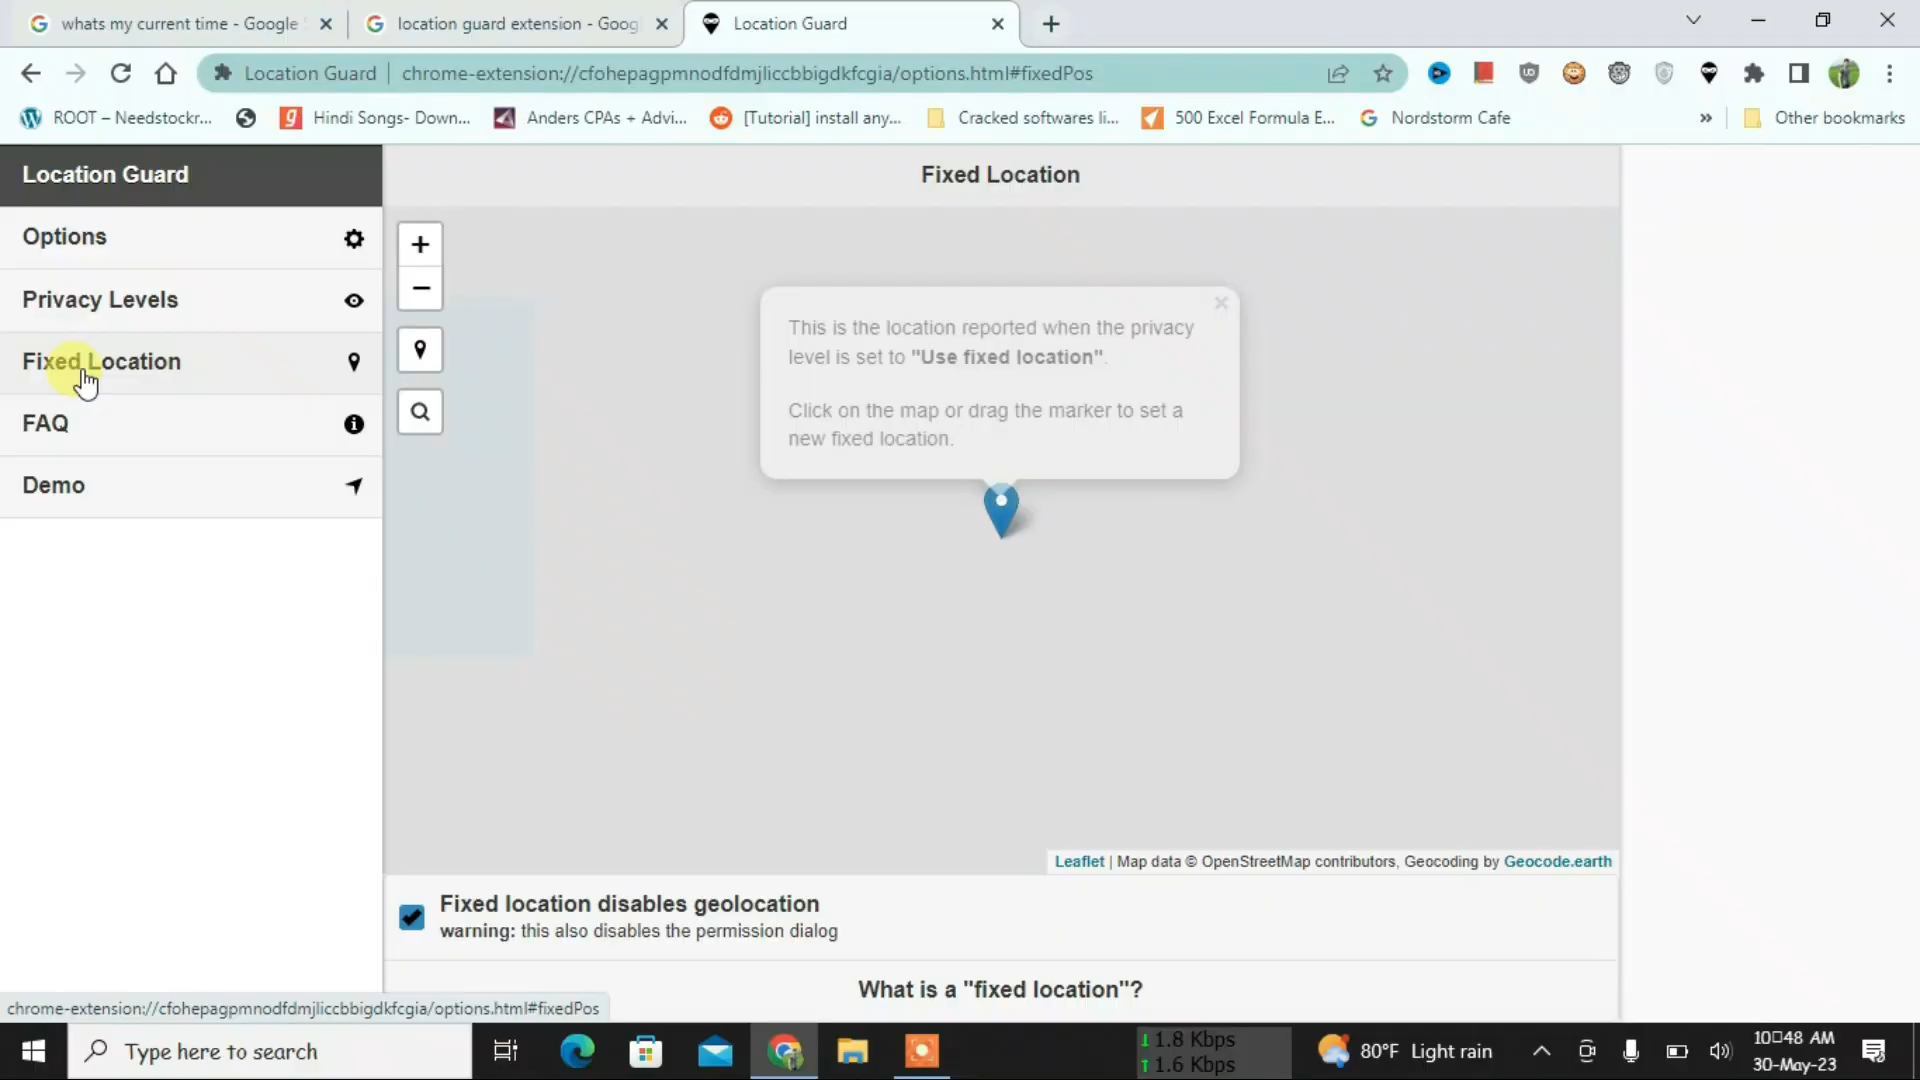 whats my current time - Google
location guard extension - Goog
Location Guard
Location Guard | chrome-extension://cfohepagpmnodfdmjliccbbigdkfcgia/options.html#fixedPos
ROOT – Needstockr...
Hindi Songs- Down...
Anders CPAs + Advi...
[Tutorial] install any...
Cracked softwares li...
500 Excel Formula E...
Nordstorm Cafe
»
Other bookmarks
Location Guard
Options
Privacy Levels
Fixed Location
FAQ
Demo
Fixed Location
+
−
This is the location reported when the privacy
level is set to "Use fixed location".
Click on the map or drag the marker to set a
new fixed location.
Leaflet | Map data © OpenStreetMap contributors, Geocoding by Geocode.earth
Fixed location disables geolocation
warning: this also disables the permission dialog
What is a "fixed location"?
chrome-extension://cfohepagpmnodfdmjliccbbigdkfcgia/options.html#fixedPos
Type here to search
1.8 Kbps
1.6 Kbps
80°F Light rain
10□48 AM
30-May-23